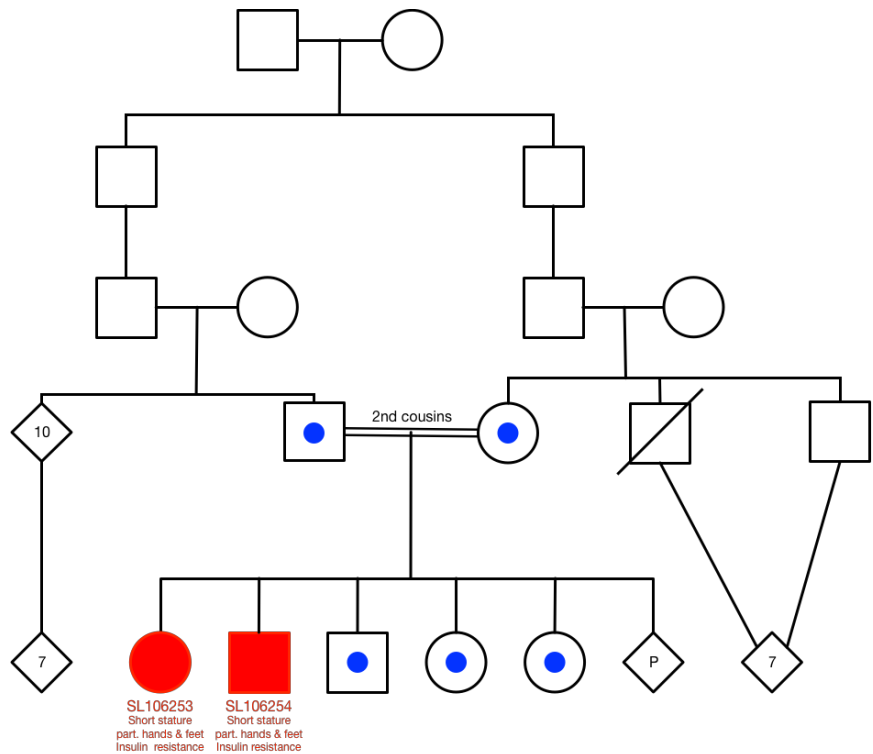 2nd cousins
10
7
P
7
SL106253
Short stature
part. hands & feet
Insulin resistance
SL106254
Short stature
part. hands & feet
Insulin resistance